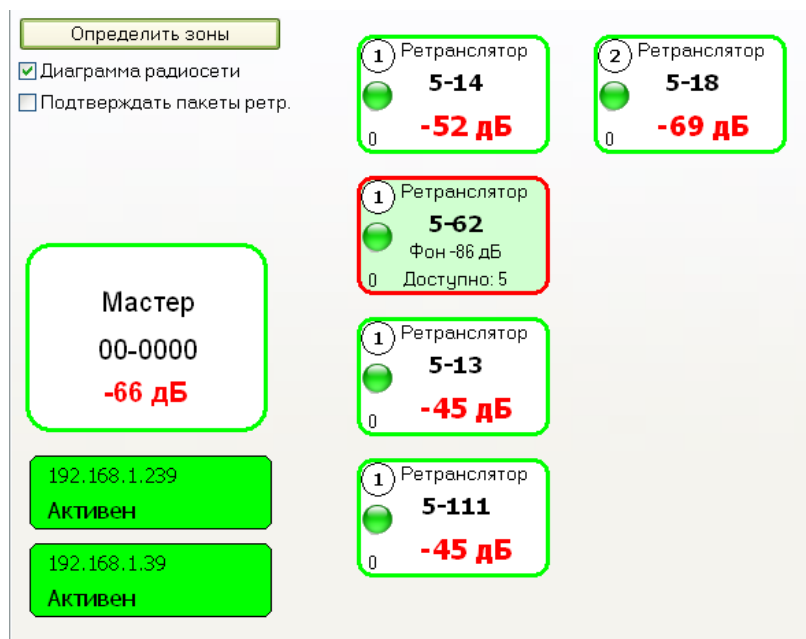 Определить зоны
Диаграмма радиосети
Подтверждать пакеты ретр.
Мастер
00-0000
-66 дБ
192.168.1.239
Активен
192.168.1.39
Активен
1 Ретранслятор
5-14
-52 дБ
0
2 Ретранслятор
5-18
-69 дБ
0
1 Ретранслятор
5-62
Фон -86 дБ
0 Доступно: 5
1 Ретранслятор
5-13
-45 дБ
0
1 Ретранслятор
5-111
-45 дБ
0